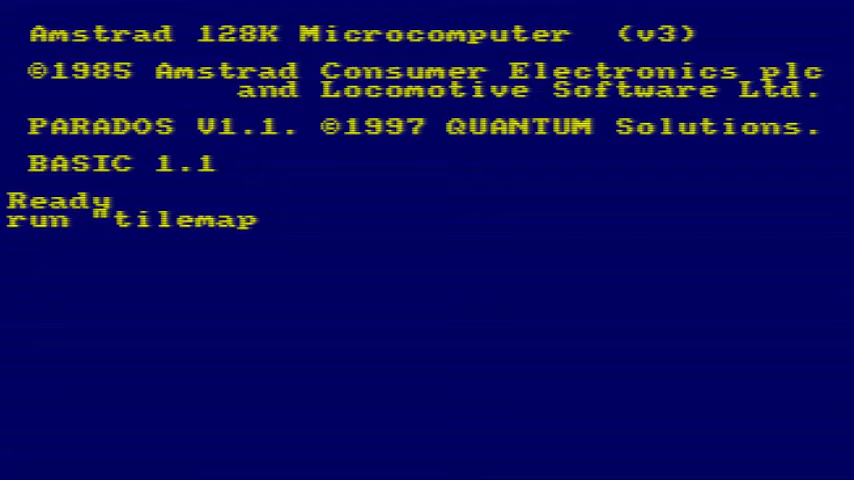 Amstrad 128K Microcomputer (v3)
©1985 Amstrad Consumer Electronics plc
and Locomotive Software Ltd.
PARADOS V1.1. ©1997 QUANTUM Solutions.
BASIC 1.1
Ready
run "tilemap